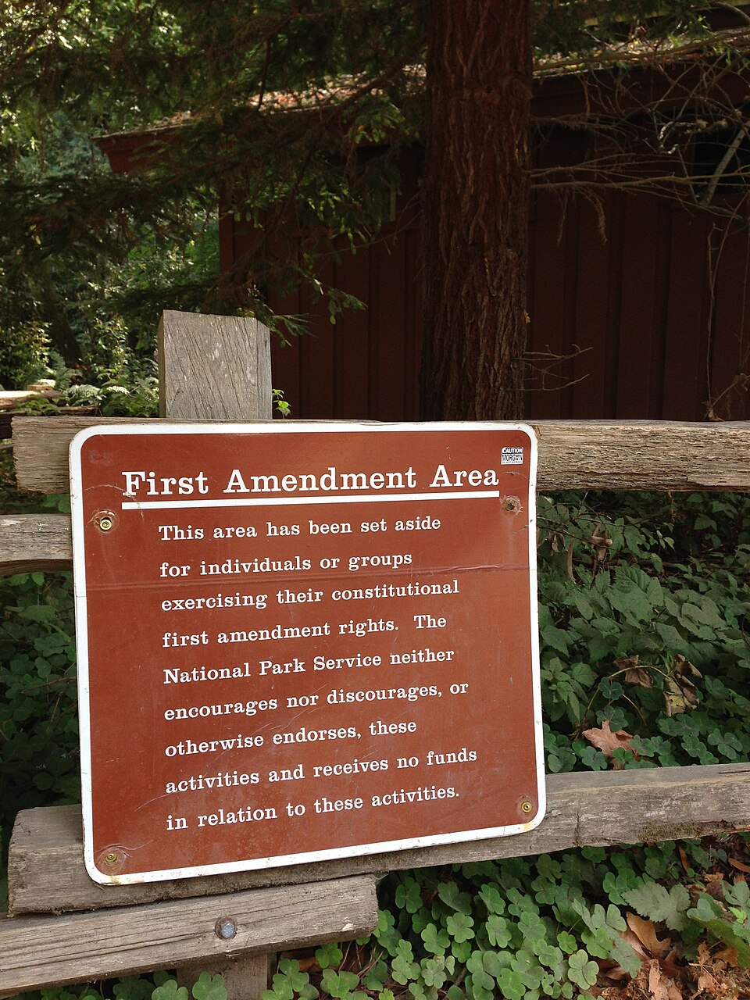 CAUTION
MORGAN
First Amendment Area
This area has been set aside
for individuals or groups
exercising their constitutional
first amendment rights. The
National Park Service neither
encourages nor discourages, or
otherwise endorses, these
activities and receives no funds
in relation to these activities.